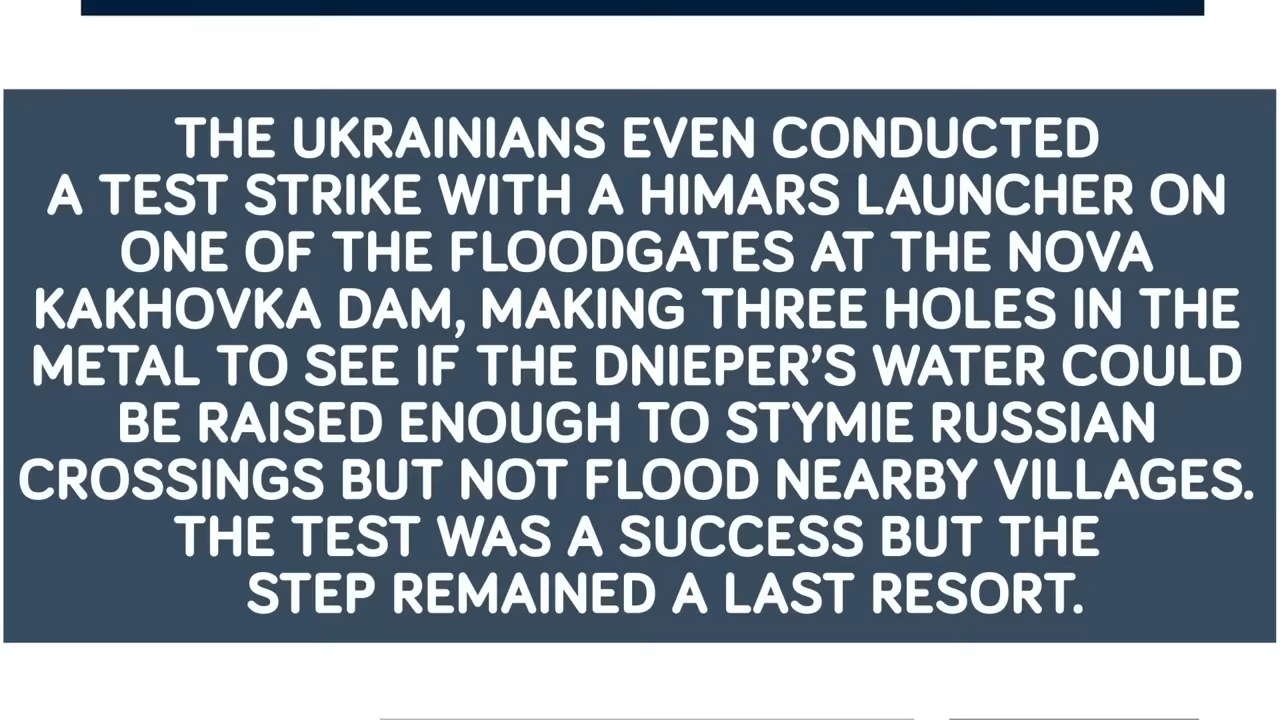 THE UKRAINIANS EVEN CONDUCTED
A TEST STRIKE WITH A HIMARS LAUNCHER ON
ONE OF THE FLOODGATES AT THE NOVA
KAKHOVKA DAM, MAKING THREE HOLES IN THE
METAL TO SEE IF THE DNIEPER’S WATER COULD
BE RAISED ENOUGH TO STYMIE RUSSIAN
CROSSINGS BUT NOT FLOOD NEARBY VILLAGES.
THE TEST WAS A SUCCESS BUT THE
STEP REMAINED A LAST RESORT.